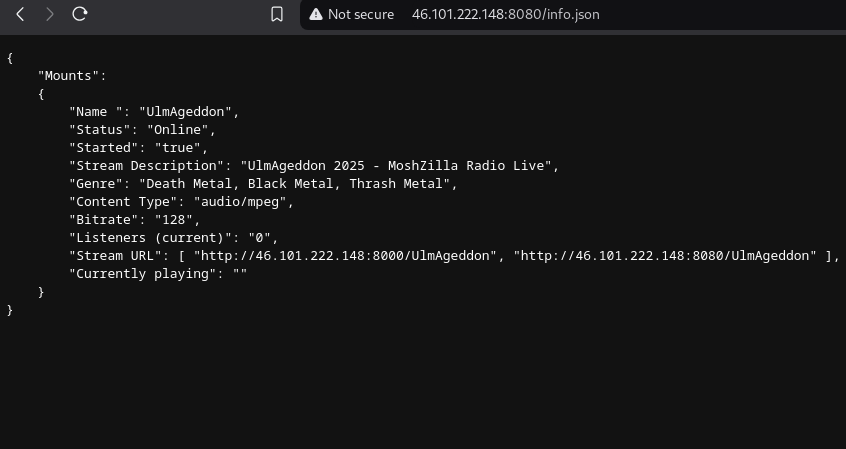 Not secure 46.101.222.148:8080/info.json
{
    "Mounts":
    {
        "Name ": "UlmAgeddon",
        "Status": "Online",
        "Started": "true",
        "Stream Description": "UlmAgeddon 2025 - MoshZilla Radio Live",
        "Genre": "Death Metal, Black Metal, Thrash Metal",
        "Content Type": "audio/mpeg",
        "Bitrate": "128",
        "Listeners (current)": "0",
        "Stream URL": [ "http://46.101.222.148:8000/UlmAgeddon", "http://46.101.222.148:8080/UlmAgeddon" ],
        "Currently playing": ""
    }
}